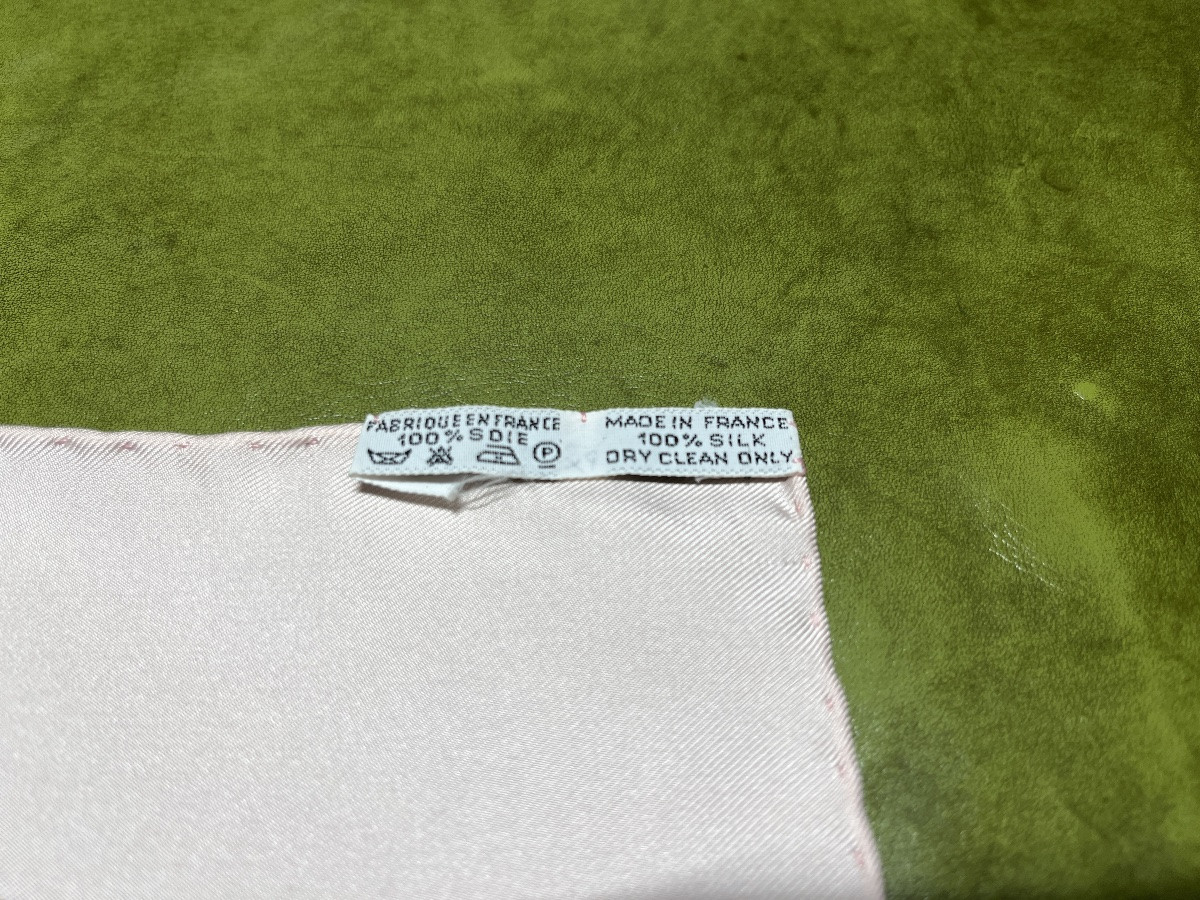 FABRIQUE EN FRANCE
100% SOIE
P
MADE IN FRANCE
100% SILK
DRY CLEAN ONLY